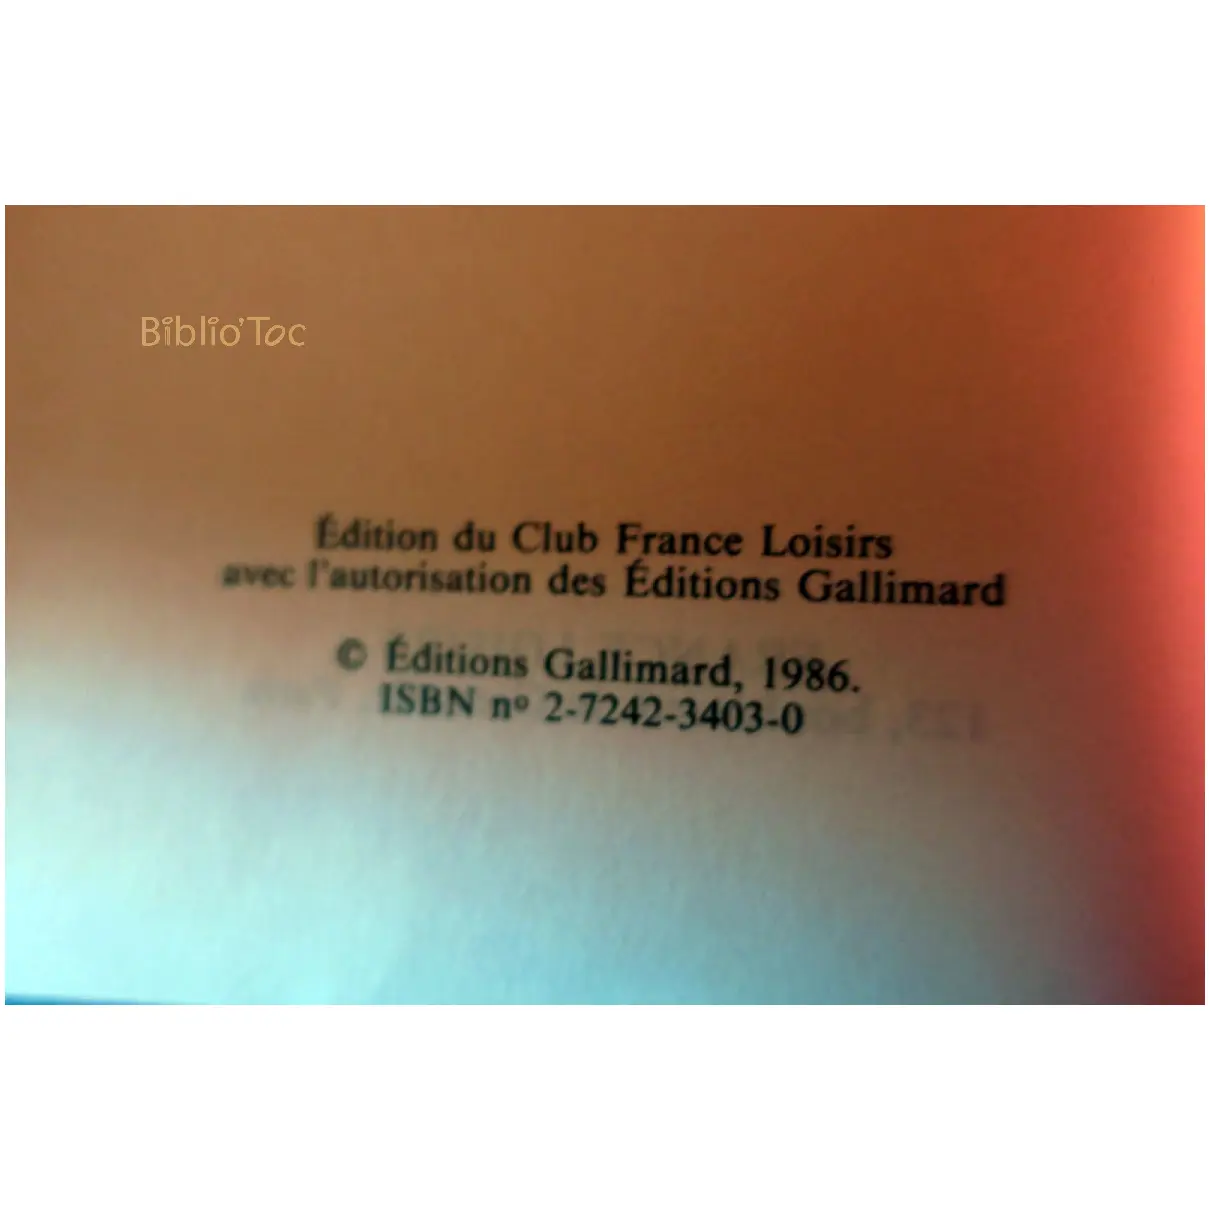 Biblio'Toc
Édition du Club France Loisirs
avec l'autorisation des Éditions Gallimard
© Éditions Gallimard, 1986.
ISBN nº 2-7242-3403-0